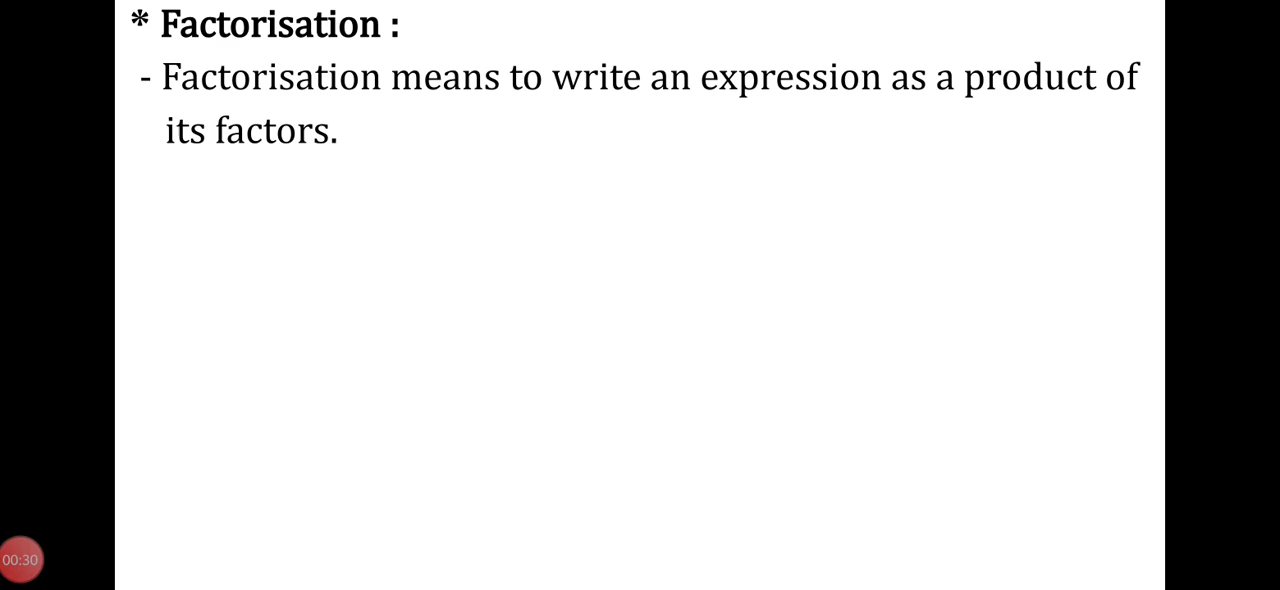 * Factorisation :
- Factorisation means to write an expression as a product of
its factors.
00:30